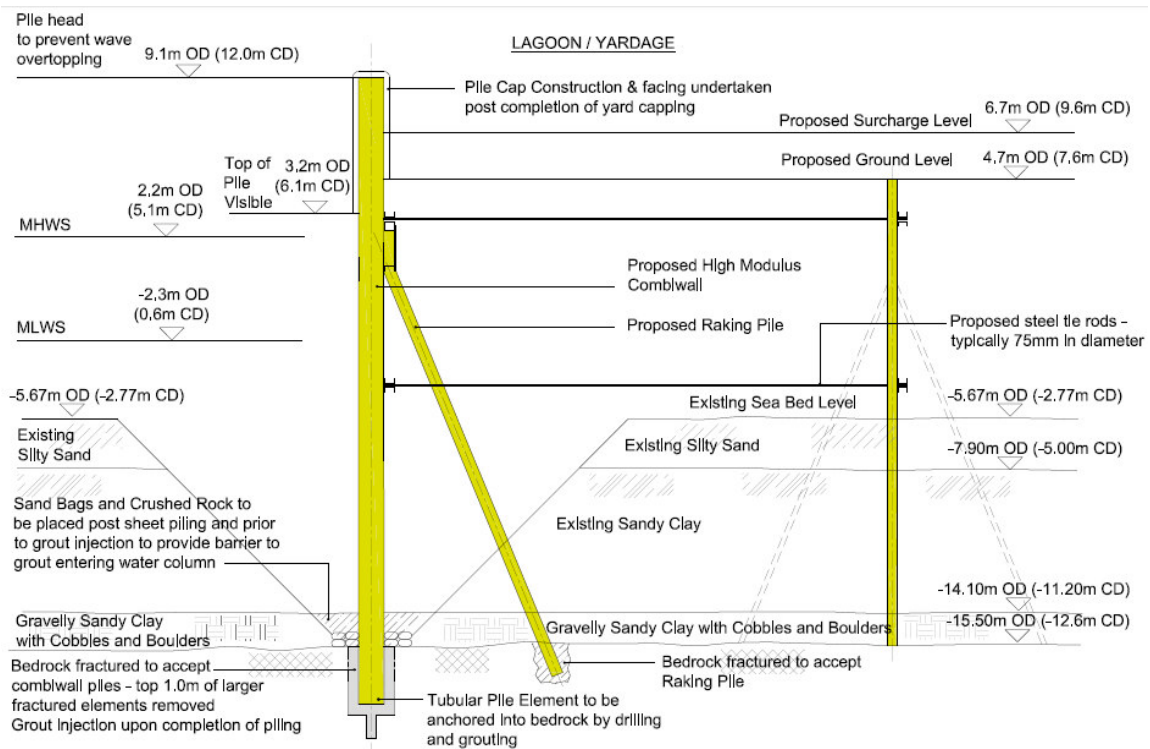 Pile head
to prevent wave
overtopping
9.1m OD (12.0m CD)
LAGOON / YARDAGE
Pile Cap Construction & facing undertaken
post completion of yard capping
6.7m OD (9.6m CD)
Proposed Surcharge Level
Proposed Ground Level
4.7m OD (7.6m CD)
Top of
Pile
Visible
3.2m OD
(6.1m CD)
2.2m OD
(5.1m CD)
MHWS
Proposed High Modulus
Combiwall
-2.3m OD
(0.6m CD)
MLWS
Proposed Raking Pile
Proposed steel tie rods -
typically 75mm in diameter
-5.67m OD (-2.77m CD)
Existing Sea Bed Level
-5.67m OD (-2.77m CD)
Existing
Silty Sand
Existing Silty Sand
-7.90m OD (-5.00m CD)
Sand Bags and Crushed Rock to
be placed post sheet piling and prior
to grout injection to provide barrier to
grout entering water column
Existing Sandy Clay
-14.10m OD (-11.20m CD)
Gravelly Sandy Clay
with Cobbles and Boulders
Gravelly Sandy Clay with Cobbles and Boulders
-15.50m OD (-12.6m CD)
Bedrock fractured to accept
combiwall piles - top 1.0m of larger
fractured elements removed
Grout Injection upon completion of piling
Bedrock fractured to accept
Raking Pile
Tubular Pile Element to be
anchored into bedrock by drilling
and grouting